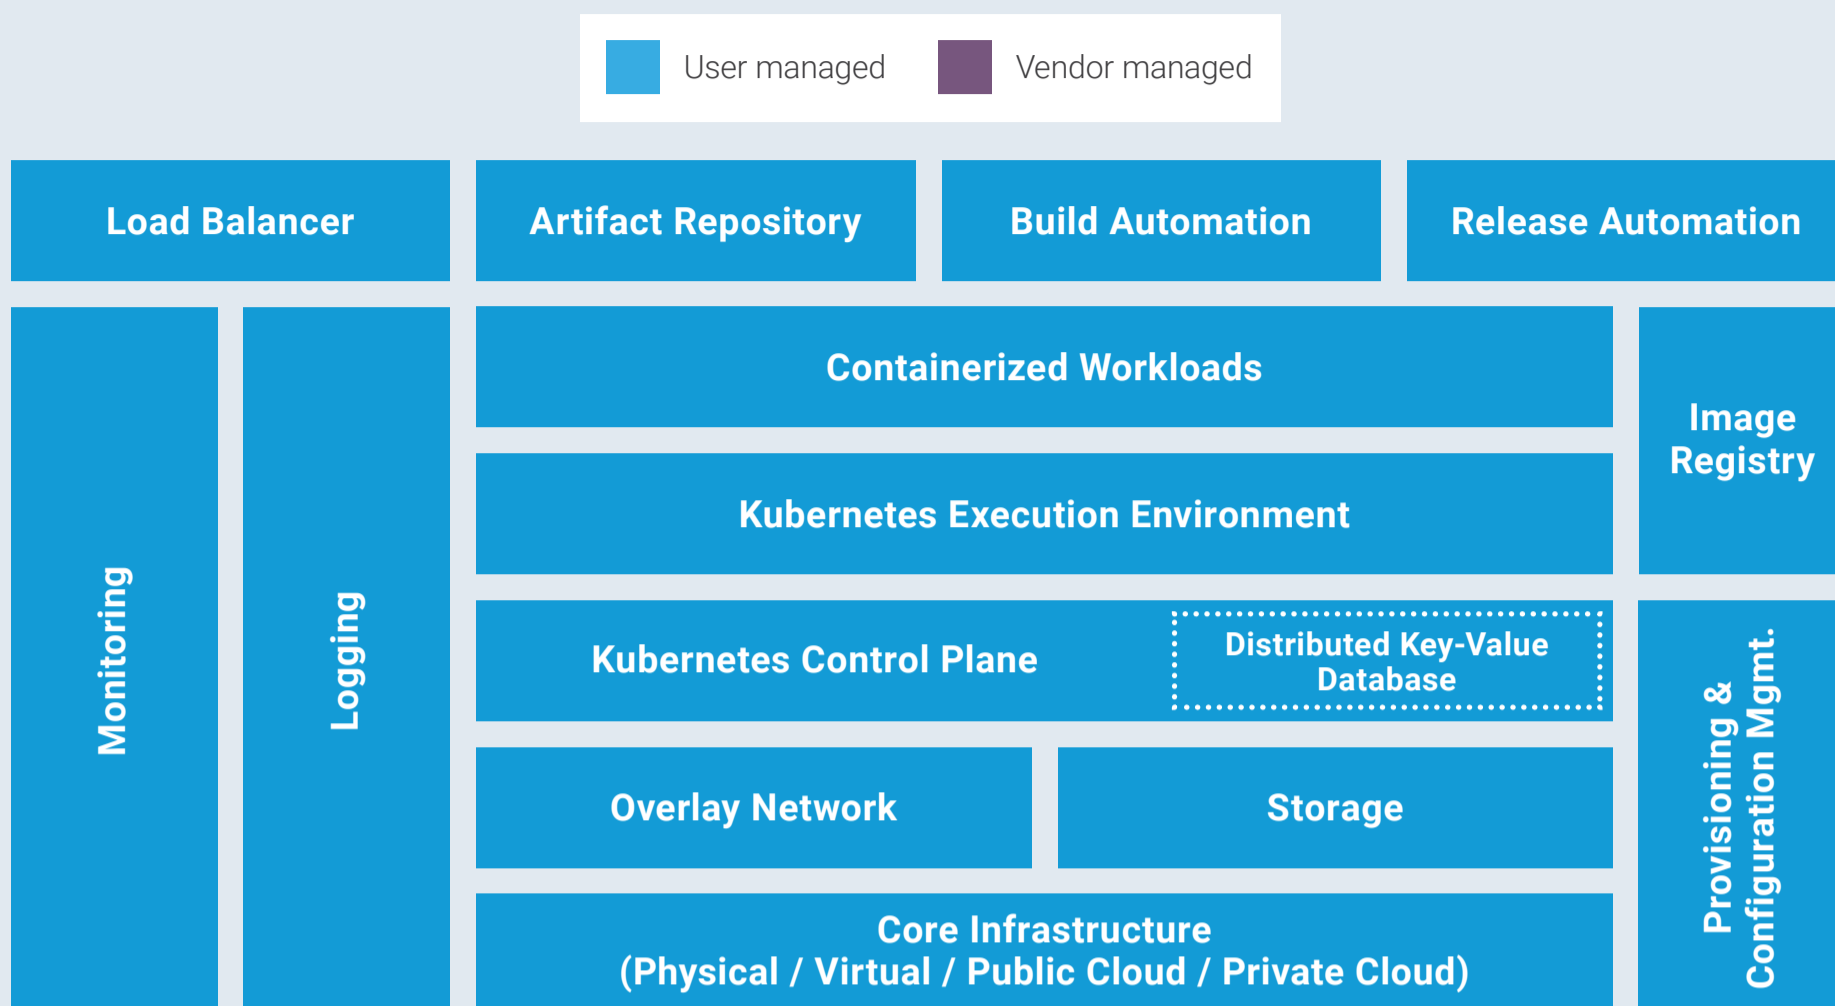 User managed
Vendor managed
Load Balancer
Artifact Repository
Build Automation
Release Automation
Monitoring
Logging
Containerized Workloads
Image
Registry
Kubernetes Execution Environment
Kubernetes Control Plane
Distributed Key-Value
Database
Provisioning &
Configuration Mgmt.
Overlay Network
Storage
Core Infrastructure
(Physical / Virtual / Public Cloud / Private Cloud)